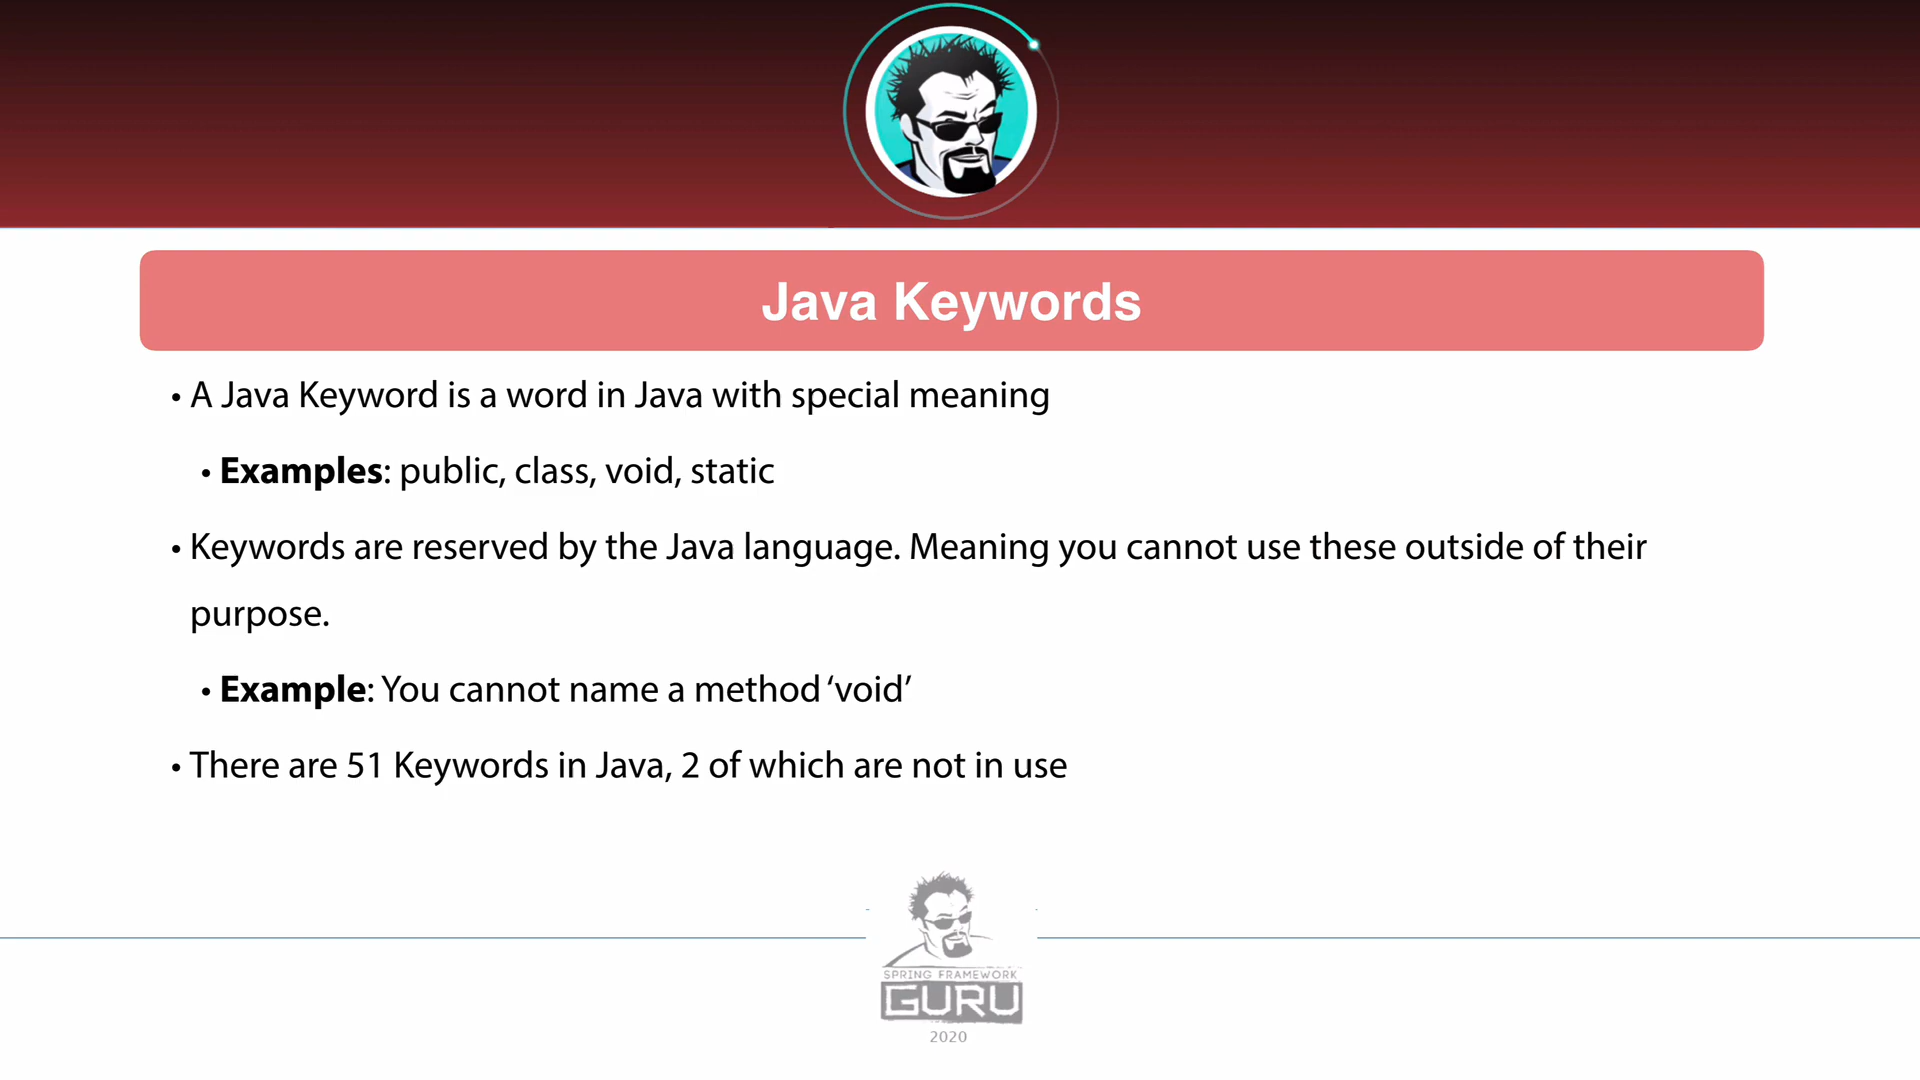 Java Keywords
• A Java Keyword is a word in Java with special meaning
• Examples: public, class, void, static
• Keywords are reserved by the Java language. Meaning you cannot use these outside of their
purpose.
• Example: You cannot name a method ‘void’
• There are 51 Keywords in Java, 2 of which are not in use
SPRING FRAMEWORK
GURU
2020